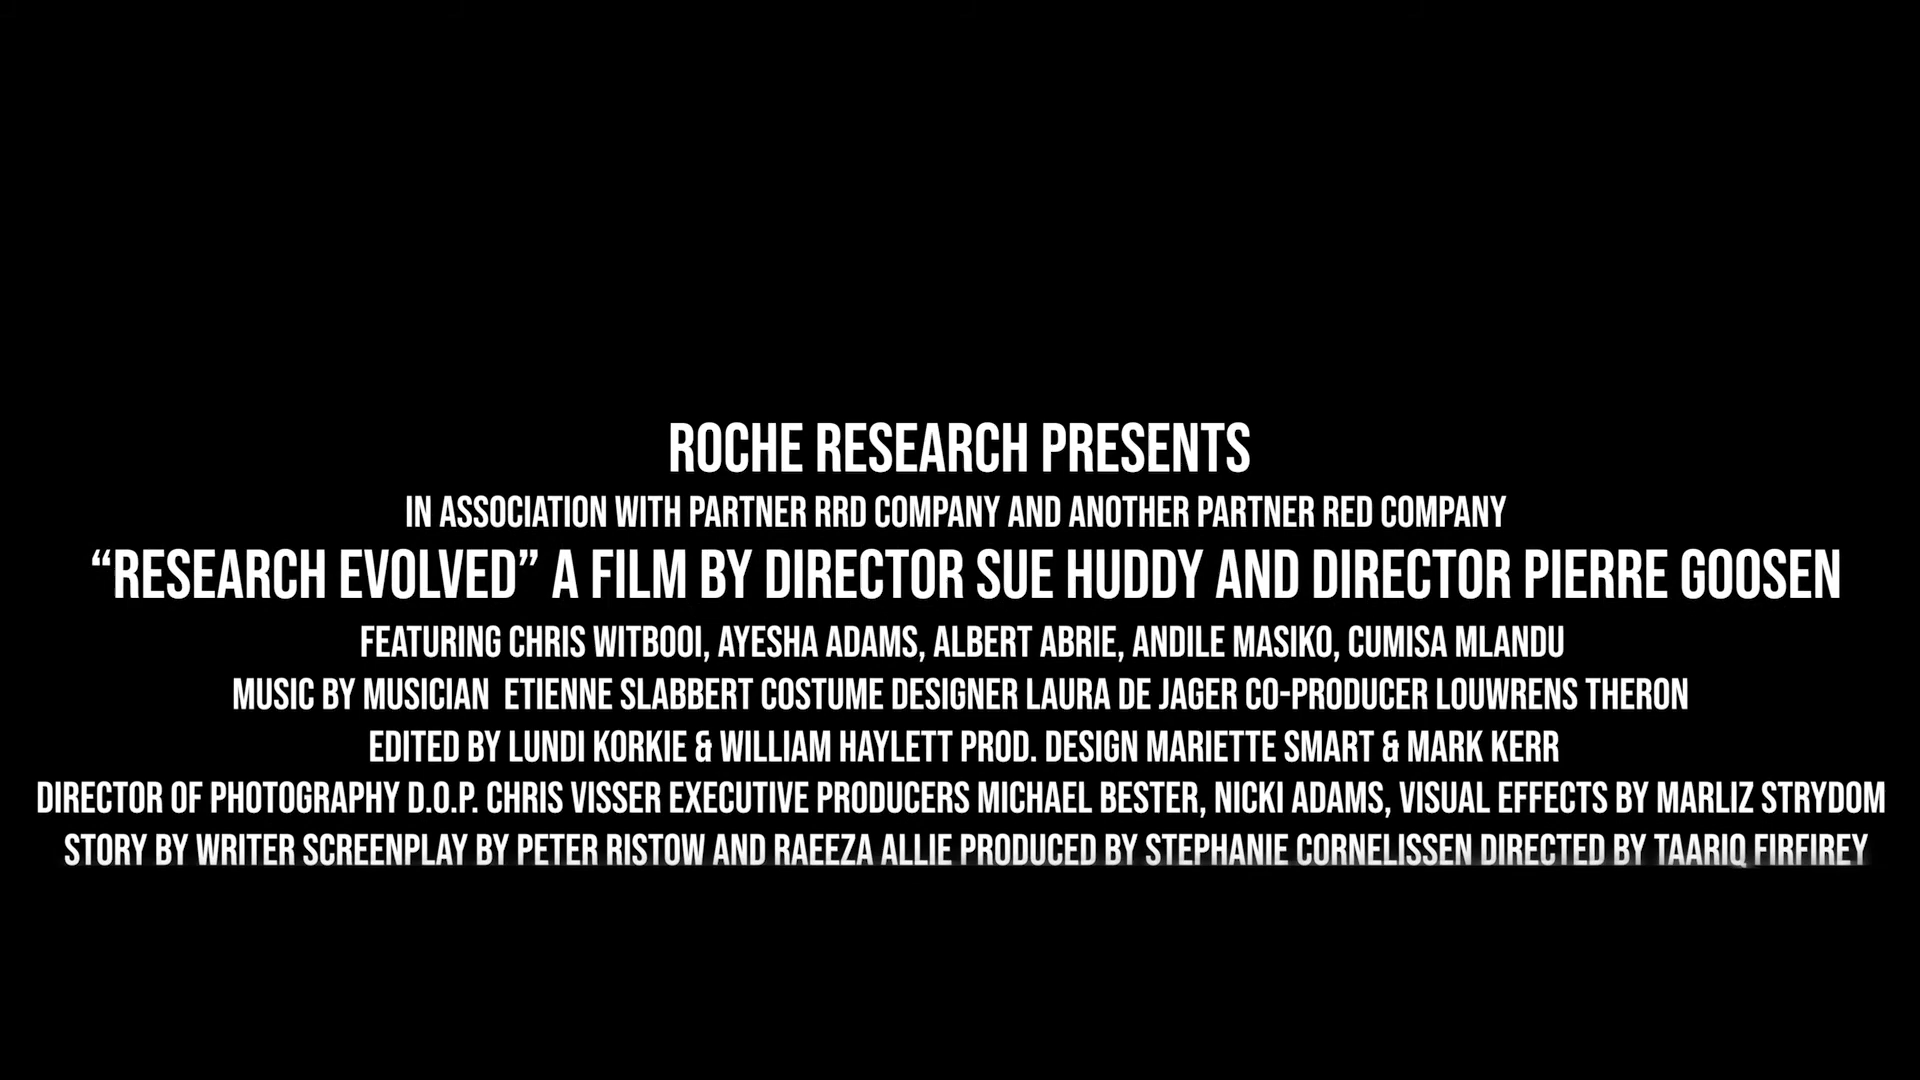 ROCHE RESEARCH PRESENTS
IN ASSOCIATION WITH PARTNER RRD COMPANY AND ANOTHER PARTNER RED COMPANY
“RESEARCH EVOLVED” A FILM BY DIRECTOR SUE HUDDY AND DIRECTOR PIERRE GOOSEN
FEATURING CHRIS WITBOOI, AYESHA ADAMS, ALBERT ABRIE, ANDILE MASIKO, CUMISA MLANDU
MUSIC BY MUSICIAN  ETIENNE SLABBERT COSTUME DESIGNER LAURA DE JAGER CO-PRODUCER LOUWRENS THERON
EDITED BY LUNDI KORKIE & WILLIAM HAYLETT PROD. DESIGN MARIETTE SMART & MARK KERR
DIRECTOR OF PHOTOGRAPHY D.O.P. CHRIS VISSER EXECUTIVE PRODUCERS MICHAEL BESTER, NICKI ADAMS, VISUAL EFFECTS BY MARLIZ STRYDOM
STORY BY WRITER SCREENPLAY BY PETER RISTOW AND RAEEZA ALLIE PRODUCED BY STEPHANIE CORNELISSEN DIRECTED BY TAARIQ FIRFIREY